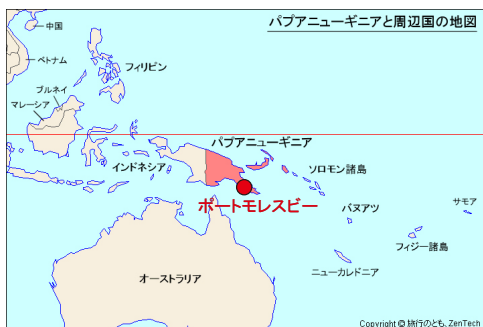 パプアニューギニアと周辺国の地図
中国
ベトナム
フィリピン
ブルネイ
マレーシア
パプアニューギニア
インドネシア
ソロモン諸島
ポートモレスビー
サモア
バヌアツ
フィジー諸島
ニューカレドニア
オーストラリア
Copyright © 旅行のとも、ZenTech